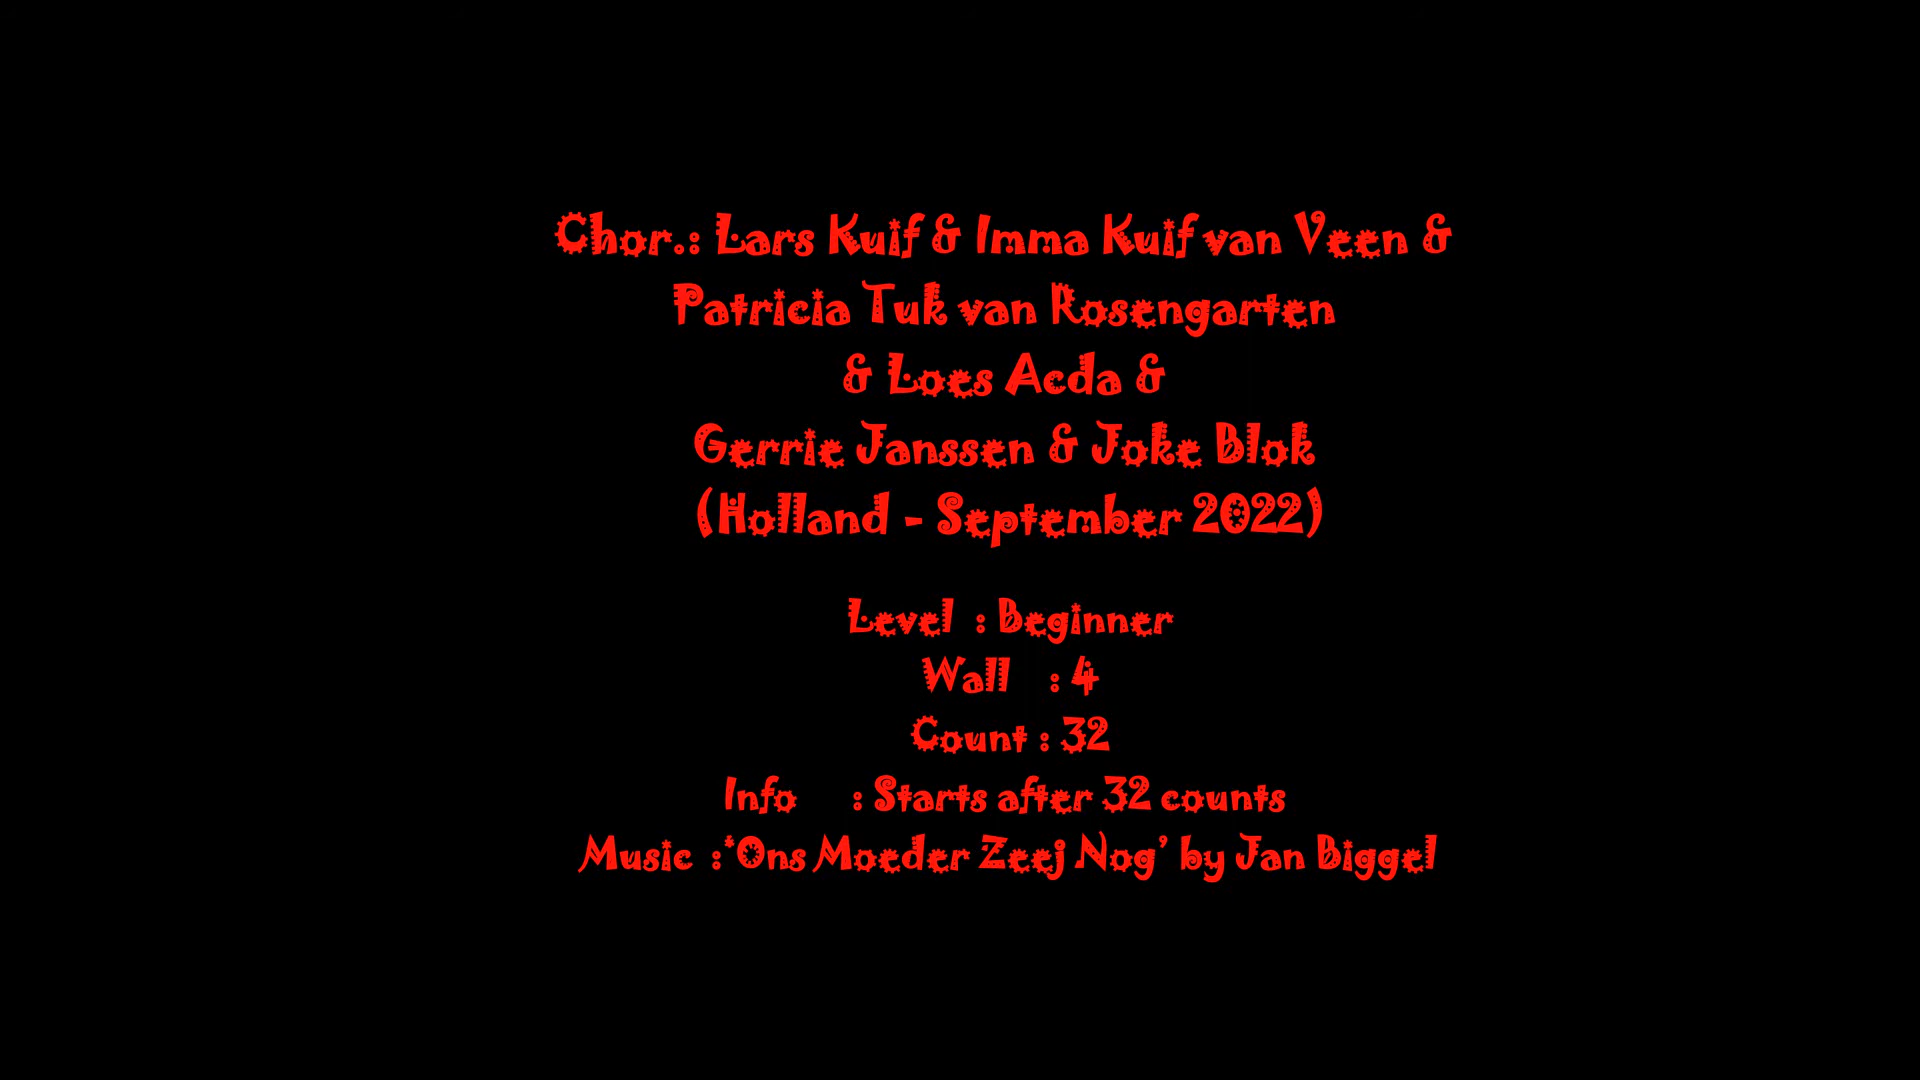 Chor.: Lars Kuif & Imma Kuif van Veen &
Patricia Tuk van Rosengarten
& Loes Acda &
Gerrie Janssen & Joke Blok
(Holland - September 2022)
Level : Beginner
Wall : 4
Count : 32
Info : Starts after 32 counts
Music :‘Ons Moeder Zeej Nog’ by Jan Biggel